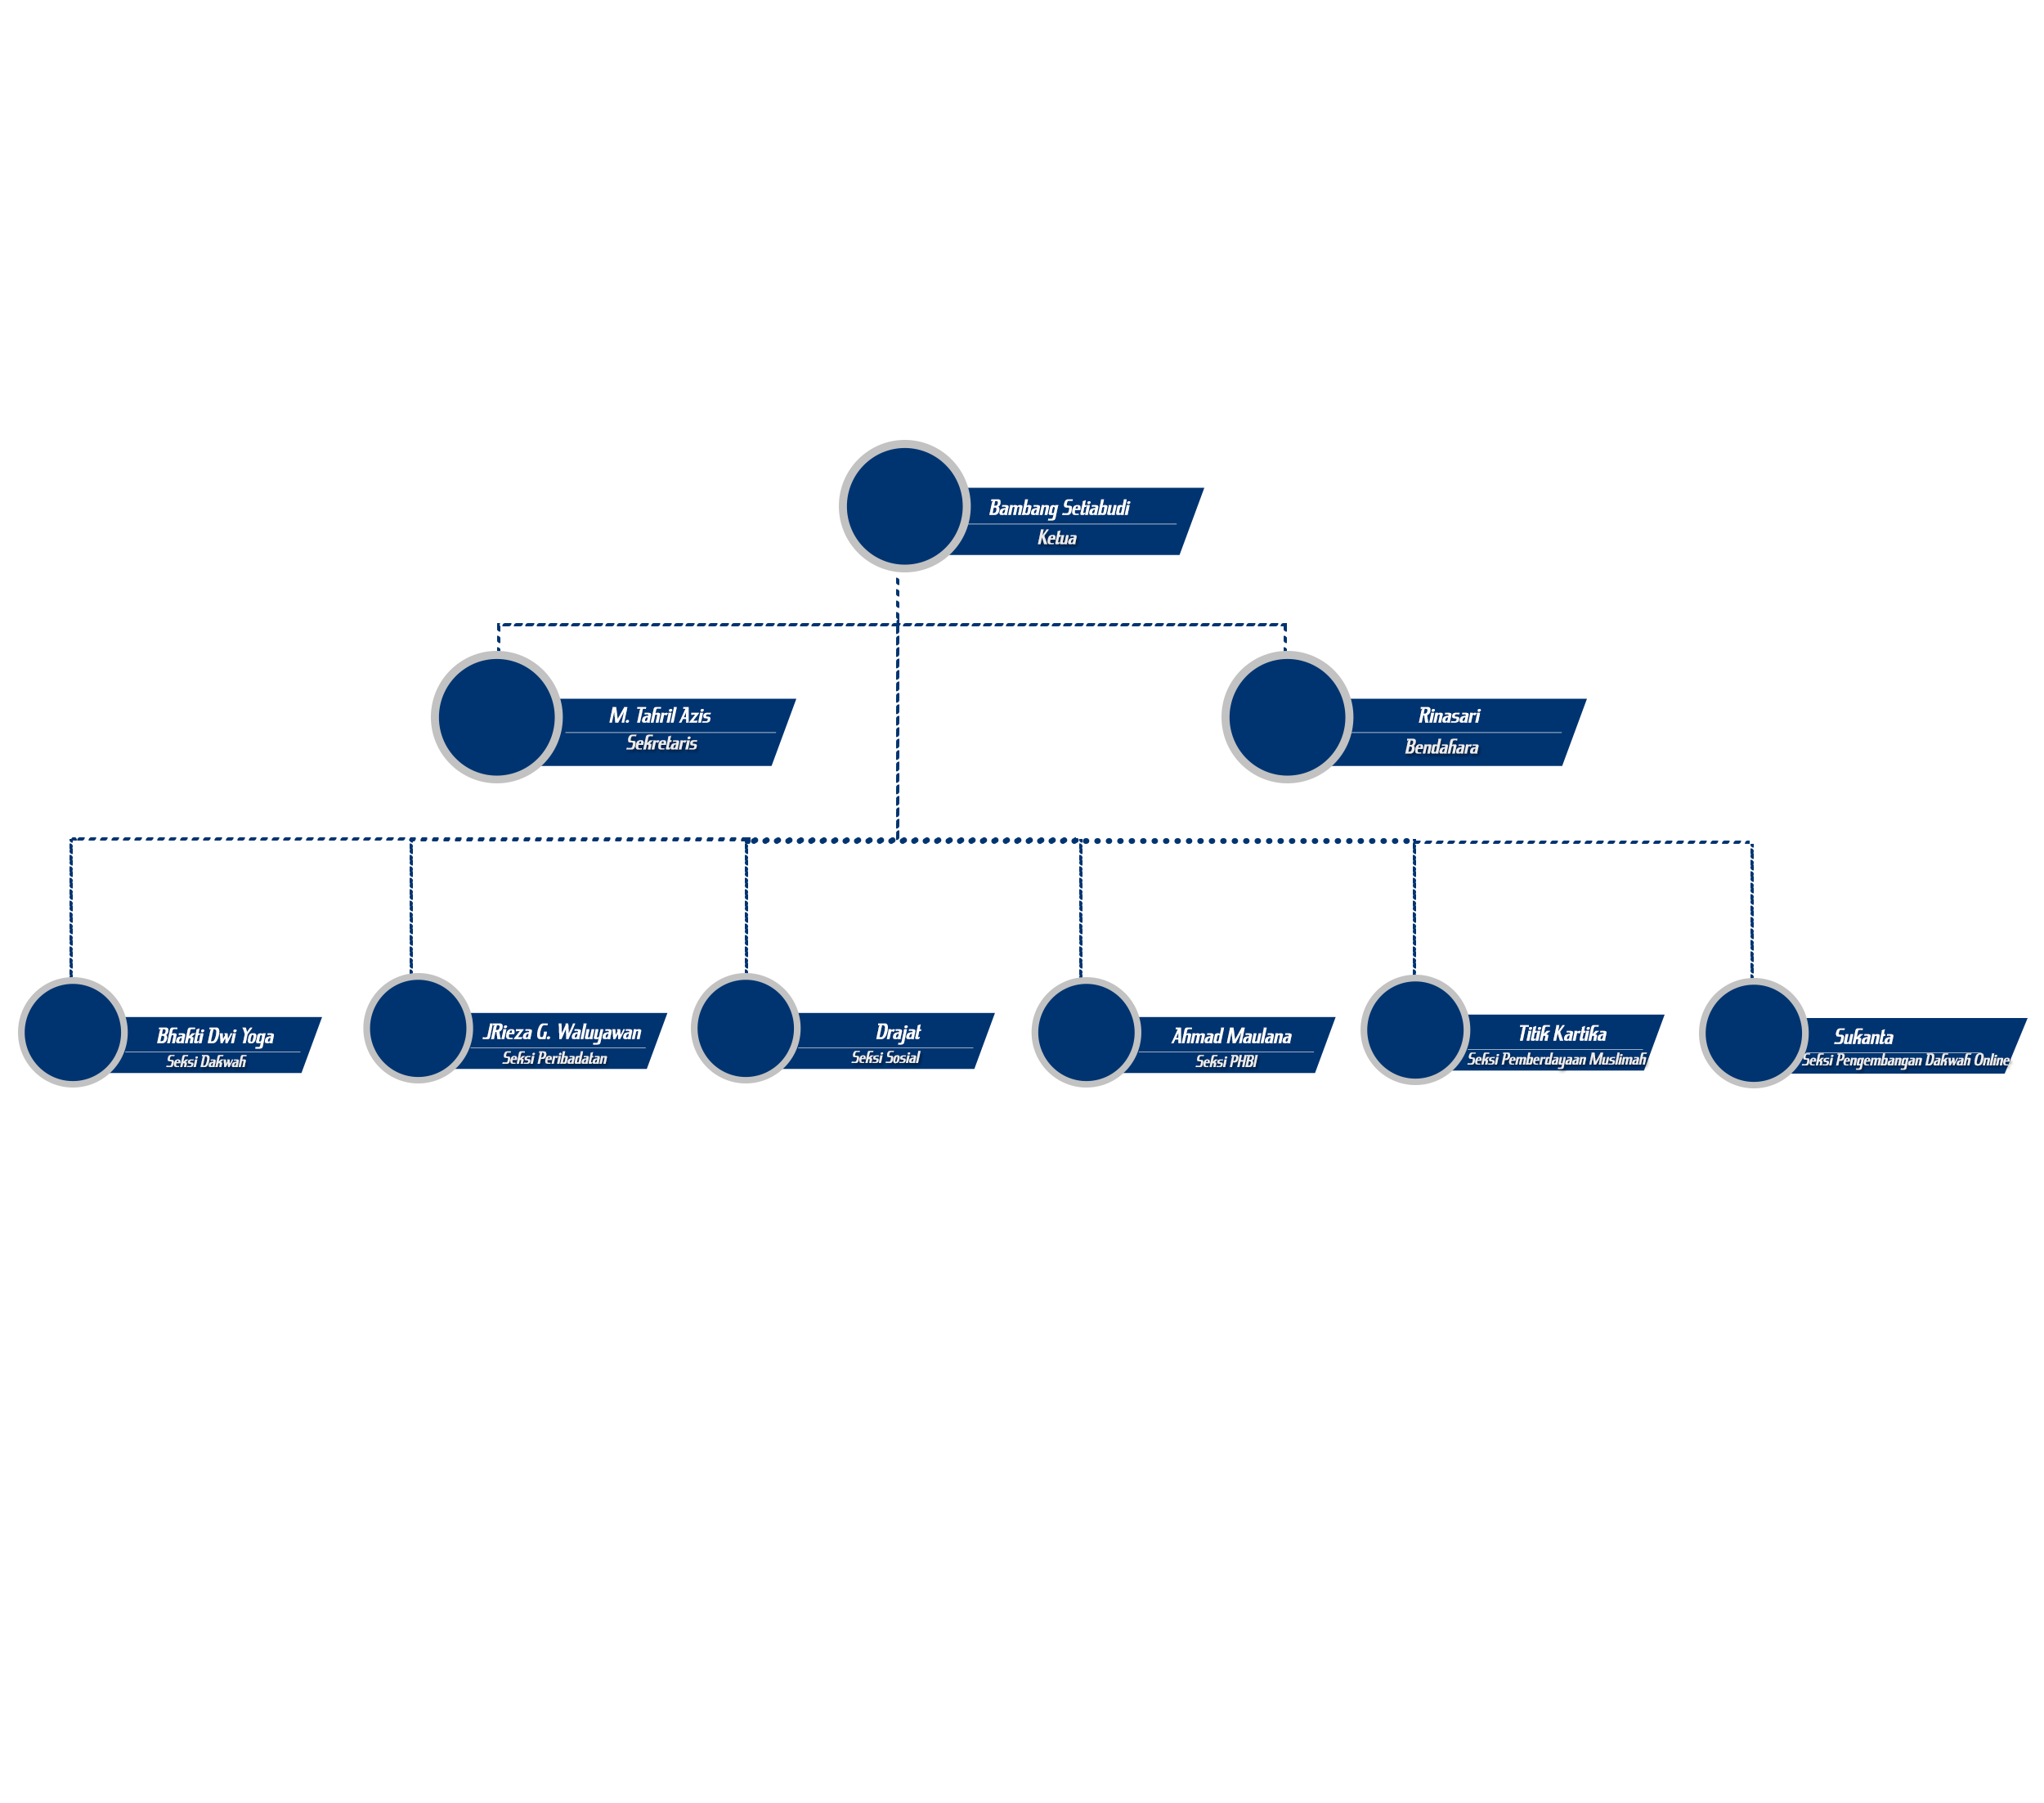 Bambang Setiabudi
Ketua
M. Tahril Azis
Sekretaris
Rinasari
Bendahara
Bhakti Dwi Yoga
Seksi Dakwah
JRieza G. Waluyawan
Seksi Peribadatan
Drajat
Seksi Sosial
Ahmad Maulana
Seksi PHBI
Titik Kartika
Seksi Pemberdayaan Muslimah
Sukanta
Seksi Pengembangan Dakwah Online